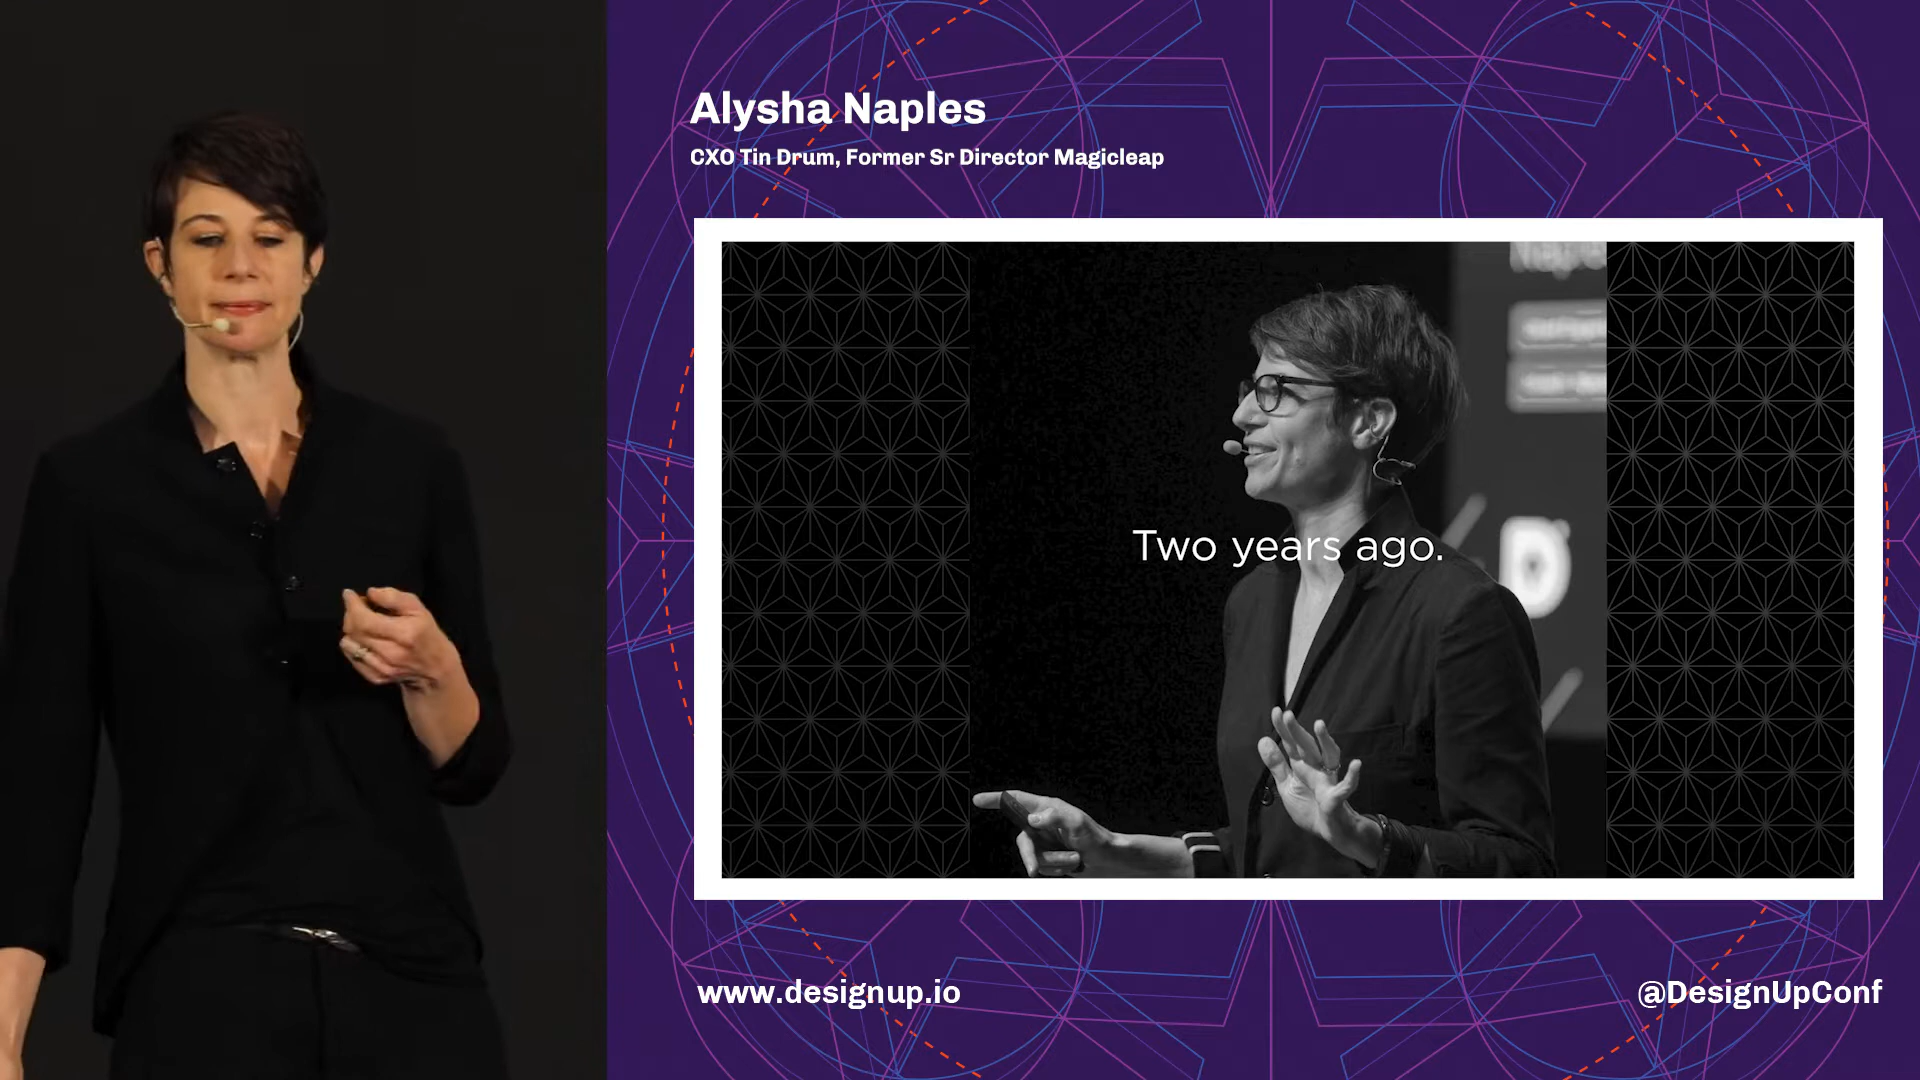 Alysha Naples
CXO Tin Drum, Former Sr Director Magicleap
Two years ago.
D
www.designup.io
@DesignUpConf